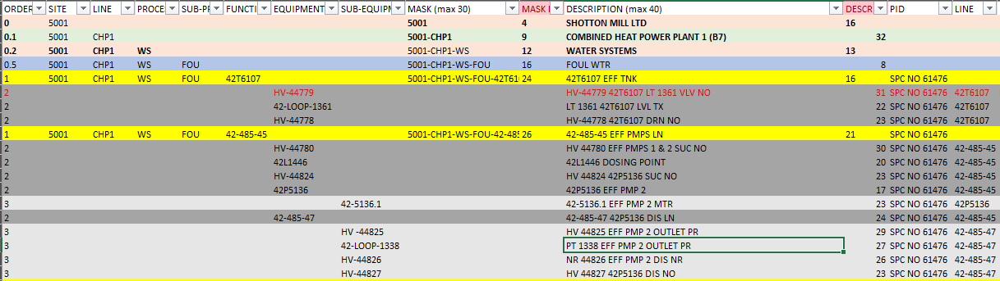 ORDER SITE LINE PROCE SUB-PR FUNCTI EQUIPMENT SUB-EQUIPM MASK (max 30) MASK DESCRIPTION (max 40) DESCR PID LINE
0 5001 5001 4 SHOTTON MILL LTD 16
0.1 CHP1 5001-CHP1 9 COMBINED HEAT POWER PLANT 1 (B7) 32
0.2 5001 CHP1 WS 5001-CHP1-WS 12 WATER SYSTEMS 13
0.5 5001 CHP1 WS FOU 5001-CHP1-WS-FOU 16 FOUL WTR 8
1 5001 CHP1 WS FOU 42T6107 5001-CHP1-WS-FOU-42T61 24 42T6107 EFF TNK 16 SPC NO 61476
2 HV-44779 HV-44779 42T6107 LT 1361 VLV NO 31 SPC NO 61476 42T6107
2 42-LOOP-1361 LT 1361 42T6107 LVL TX 22 SPC NO 61476 42T6107
2 HV-44778 HV-44778 42T6107 DRN NO 23 SPC NO 61476 42T6107
1 5001 CHP1 WS FOU 42-485-45 5001-CHP1-WS-FOU-42-485 26 42-485-45 EFF PMPS LN 21 SPC NO 61476
2 HV-44780 HV 44780 EFF PMPS 1 & 2 SUC NO 30 SPC NO 61476 42-485-45
2 42L1446 42L1446 DOSING POINT 20 SPC NO 61476 42-485-45
2 HV-44824 HV 44824 42P5136 SUC NO 23 SPC NO 61476 42-485-45
2 42P5136 42P5136 EFF PMP 2 17 SPC NO 61476 42-485-45
3 42-5136.1 42-5136.1 EFF PMP 2 MTR 23 SPC NO 61476 42P5136
2 42-485-47 42-485-47 42P5136 DIS LN 24 SPC NO 61476 42-485-45
3 HV -44825 HV 44825 EFF PMP 2 OUTLET PR 29 SPC NO 61476 42-485-47
3 42-LOOP-1338 PT 1338 EFF PMP 2 OUTLET PR 27 SPC NO 61476 42-485-47
3 HV-44826 NR 44826 EFF PMP 2 DIS NR 26 SPC NO 61476 42-485-47
3 HV-44827 HV 44827 42P5136 DIS NO 23 SPC NO 61476 42-485-47